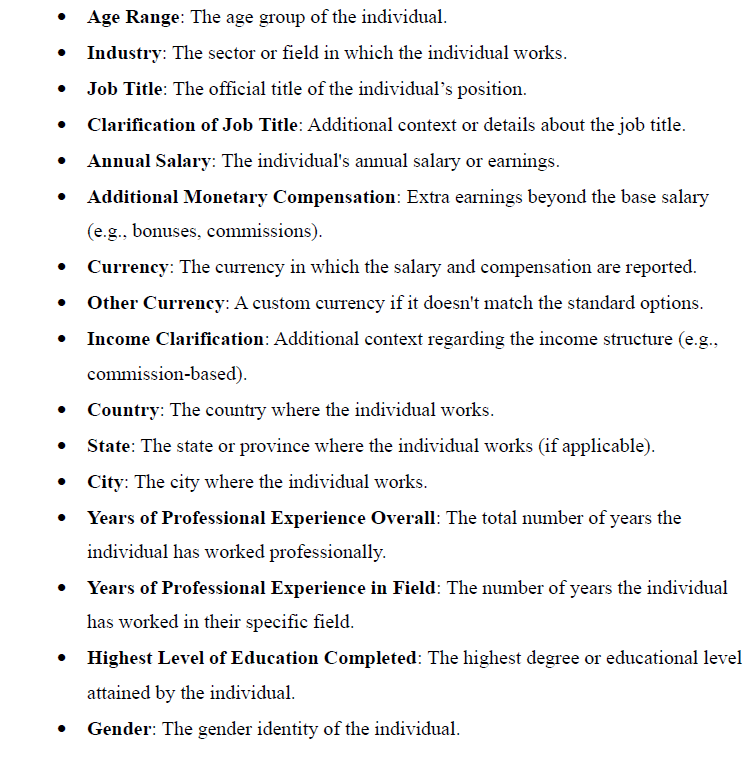 • Age Range: The age group of the individual.
• Industry: The sector or field in which the individual works.
• Job Title: The official title of the individual’s position.
• Clarification of Job Title: Additional context or details about the job title.
• Annual Salary: The individual's annual salary or earnings.
• Additional Monetary Compensation: Extra earnings beyond the base salary
(e.g., bonuses, commissions).
• Currency: The currency in which the salary and compensation are reported.
• Other Currency: A custom currency if it doesn't match the standard options.
• Income Clarification: Additional context regarding the income structure (e.g.,
commission-based).
• Country: The country where the individual works.
• State: The state or province where the individual works (if applicable).
• City: The city where the individual works.
• Years of Professional Experience Overall: The total number of years the
individual has worked professionally.
• Years of Professional Experience in Field: The number of years the individual
has worked in their specific field.
• Highest Level of Education Completed: The highest degree or educational level
attained by the individual.
• Gender: The gender identity of the individual.